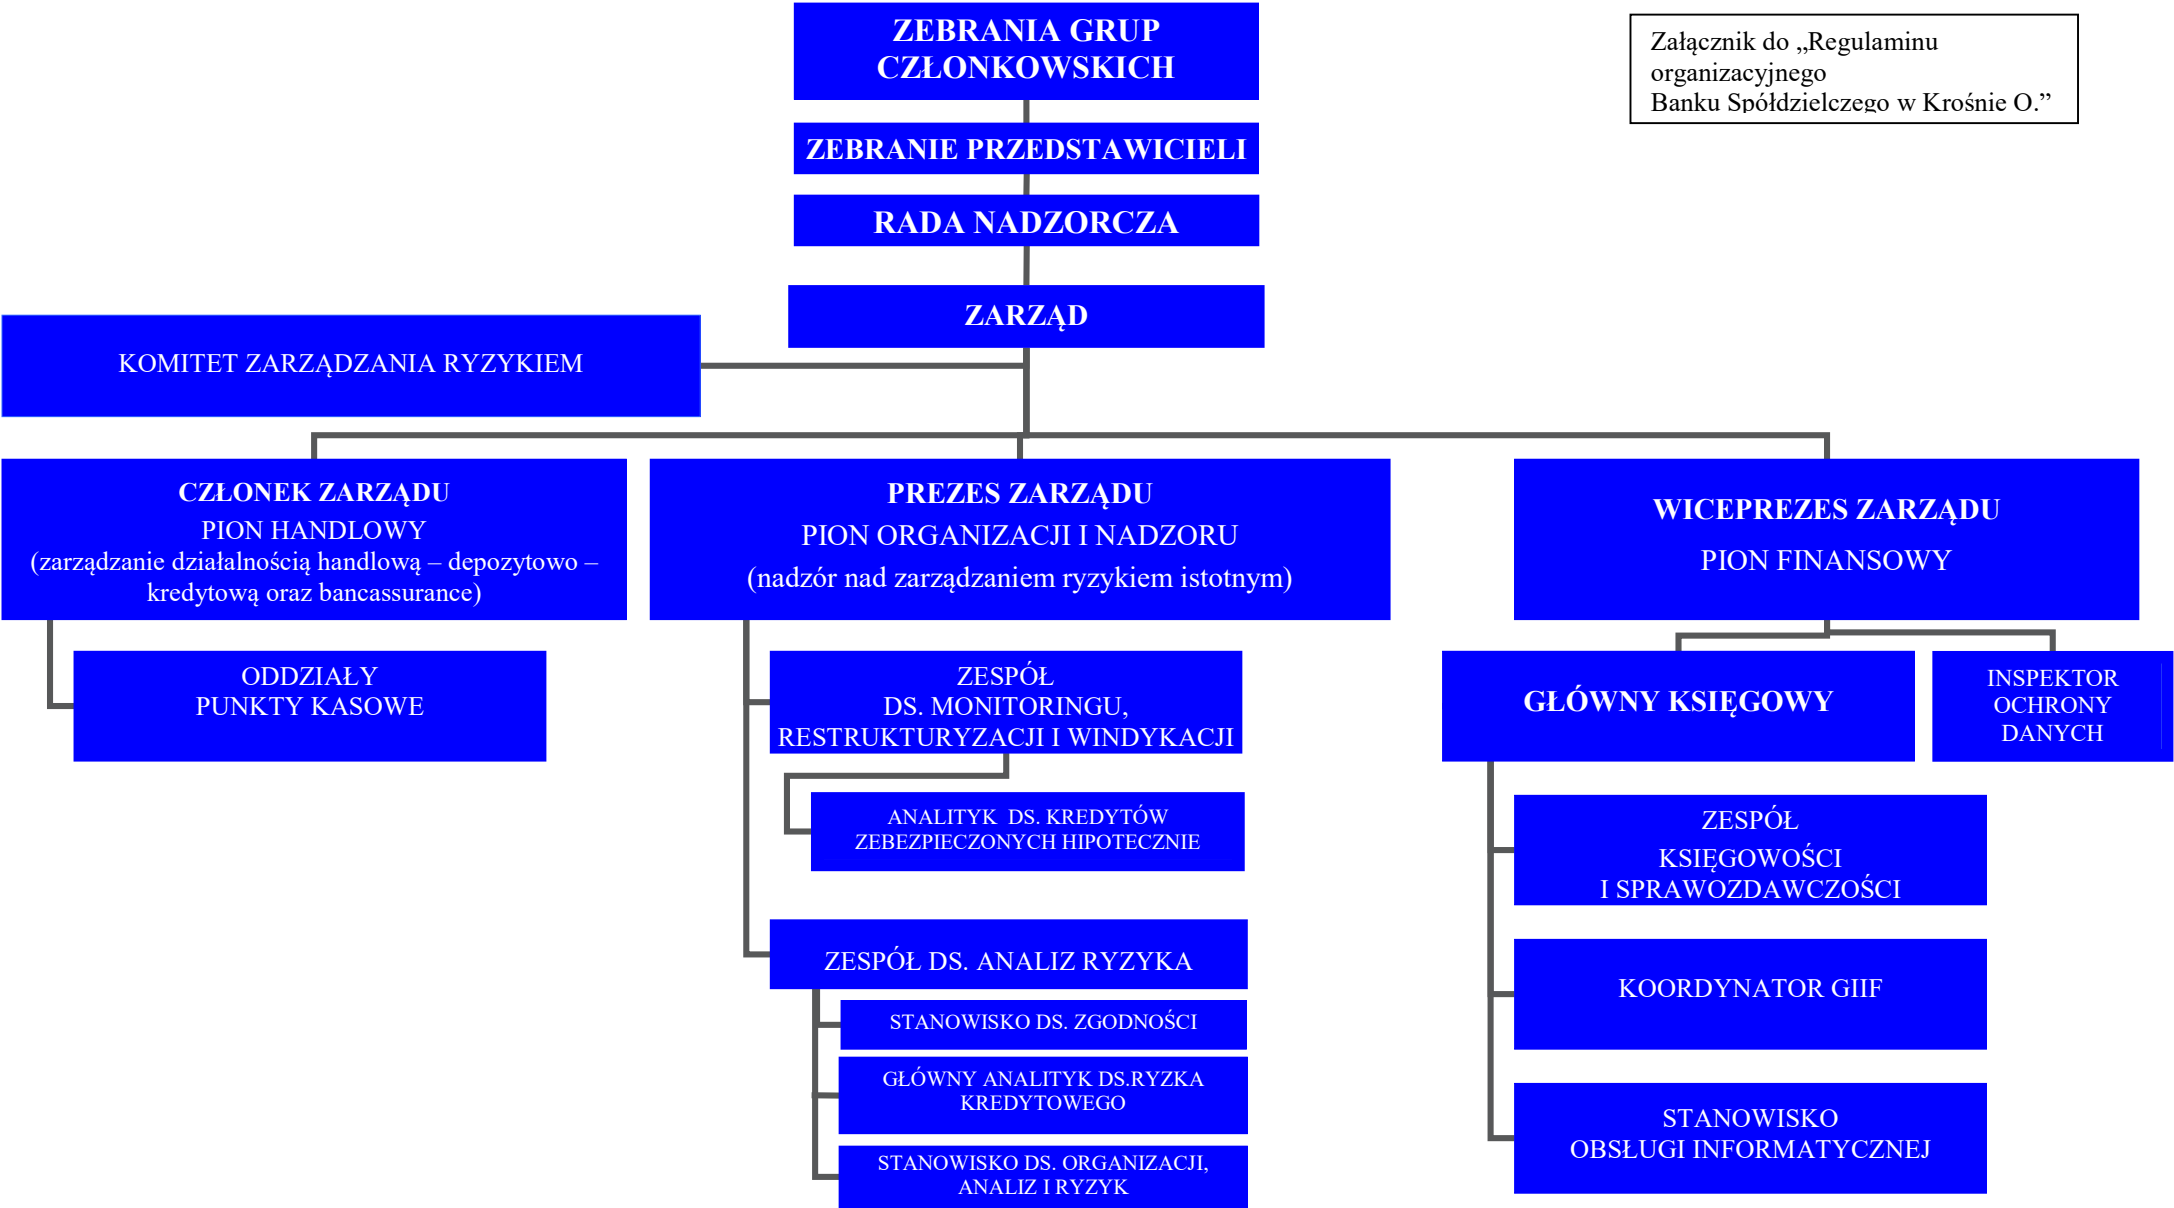 ZEBRANIA GRUP
CZŁONKOWSKICH
Załącznik do „Regulaminu
organizacyjnego
Banku Spółdzielczego w Krośnie O.”
ZEBRANIE PRZEDSTAWICIELI
RADA NADZORCZA
ZARZĄD
KOMITET ZARZĄDZANIA RYZYKIEM
CZŁONEK ZARZĄDU
PION HANDLOWY
(zarządzanie działalnością handlową – depozytowo –
kredytową oraz bancassurance)
PREZES ZARZĄDU
PION ORGANIZACJI I NADZORU
(nadzór nad zarządzaniem ryzykiem istotnym)
WICEPREZES ZARZĄDU
PION FINANSOWY
ODDZIAŁY
PUNKTY KASOWE
ZESPÓŁ
DS. MONITORINGU,
RESTRUKTURYZACJI I WINDYKACJI
GŁÓWNY KSIĘGOWY
INSPEKTOR
OCHRONY
DANYCH
ANALITYK  DS. KREDYTÓW
ZEBEZPIECZONYCH HIPOTECZNIE
ZESPÓŁ
KSIĘGOWOŚCI
I SPRAWOZDAWCZOŚCI
ZESPÓŁ DS. ANALIZ RYZYKA
KOORDYNATOR GIIF
STANOWISKO DS. ZGODNOŚCI
GŁÓWNY ANALITYK DS.RYZKA
KREDYTOWEGO
STANOWISKO DS. ORGANIZACJI,
ANALIZ I RYZYK
STANOWISKO
OBSŁUGI INFORMATYCZNEJ